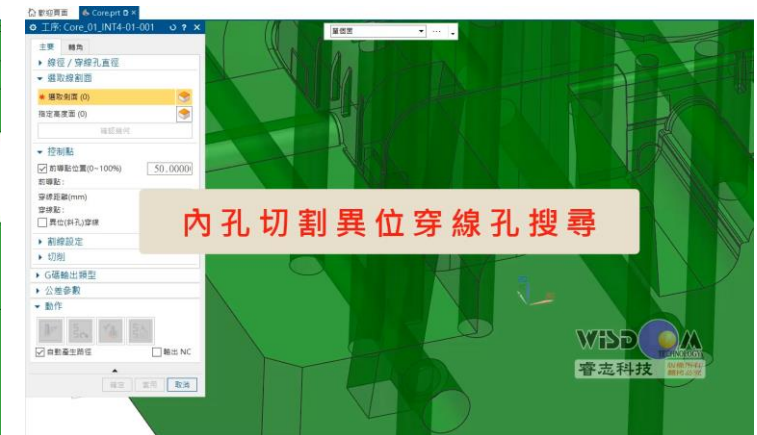 歡迎頁面 Core.prt
工序: Core_01_INT4-01-001
主要 轉角
線徑 / 穿線孔直徑
選取線割面
選取側面 (0)
指定高度面 (0)
確認幾何
控制點
前導點位置(0~100%) 50.0000
前導點:
穿線距離(mm)
穿線點:
異位(斜孔)穿線
割線設定
切削
G碼輸出類型
公差參數
動作
自動產生路徑 輸出 NC
確定 套用 取消
單個面
內孔切割異位穿線孔搜尋
WiSDOM
睿志科技